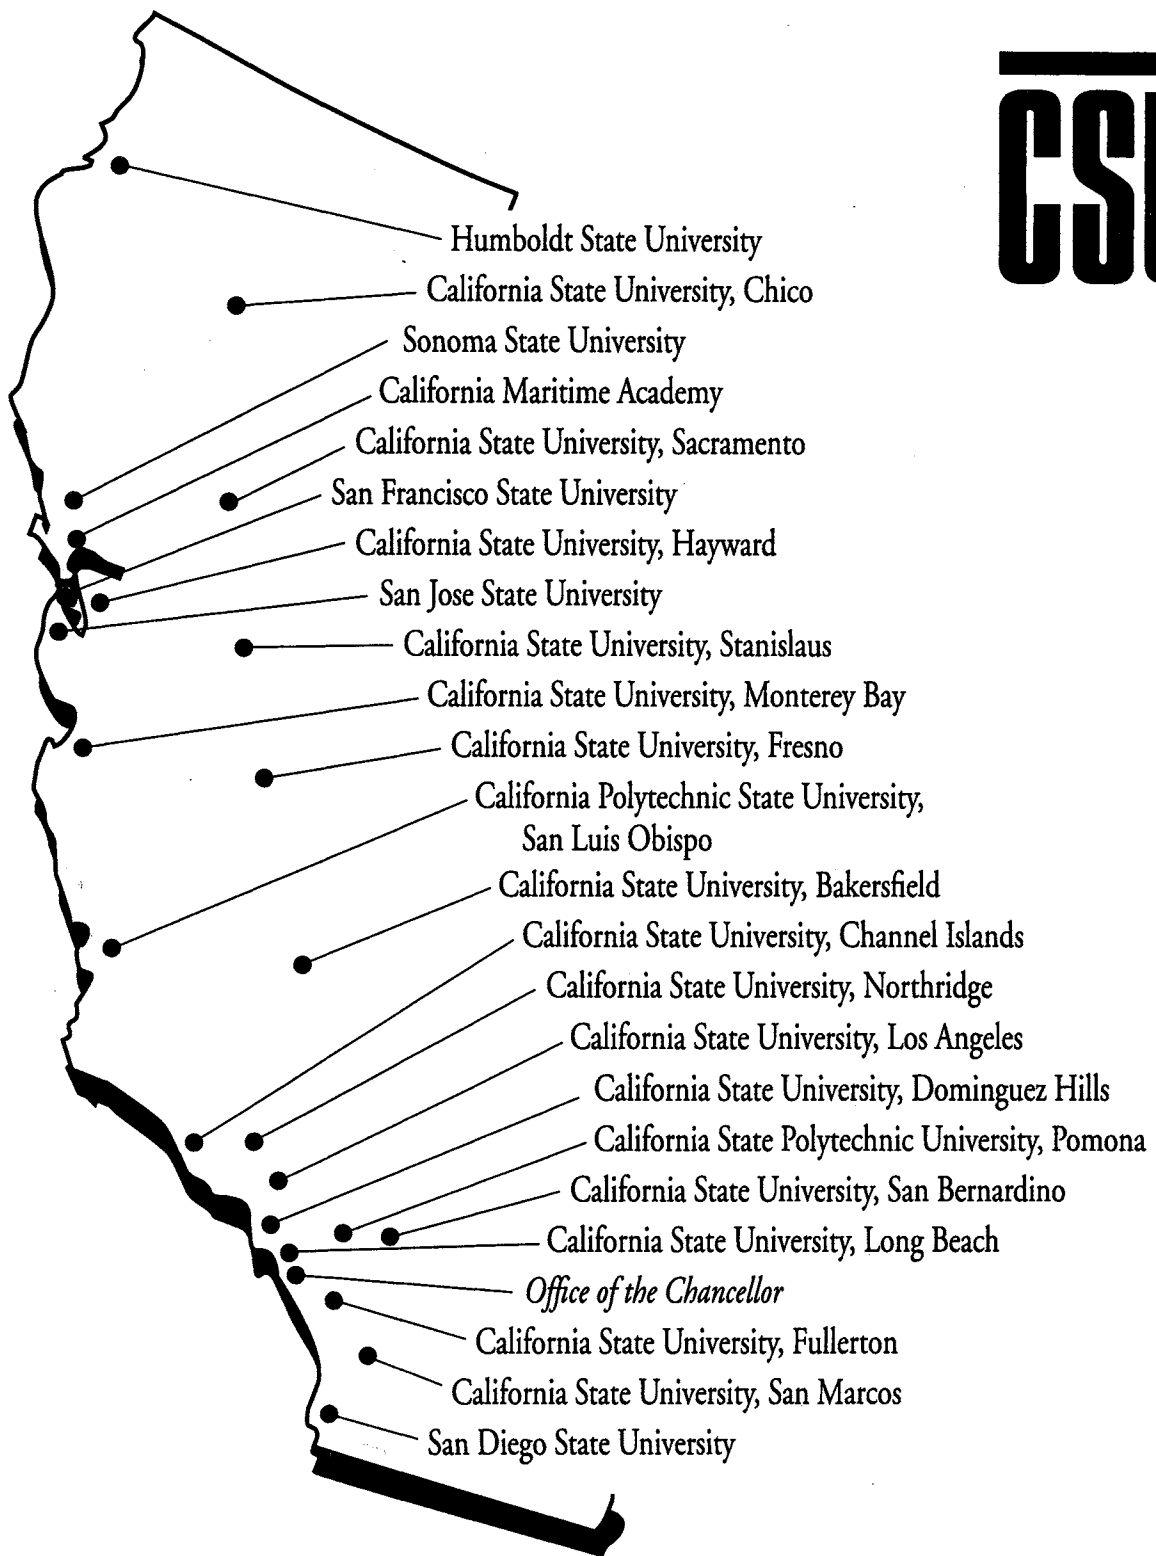 CSU
Humboldt State University
California State University, Chico
Sonoma State University
California Maritime Academy
California State University, Sacramento
San Francisco State University
California State University, Hayward
San Jose State University
California State University, Stanislaus
California State University, Monterey Bay
California State University, Fresno
California Polytechnic State University,
San Luis Obispo
California State University, Bakersfield
California State University, Channel Islands
California State University, Northridge
California State University, Los Angeles
California State University, Dominguez Hills
California State Polytechnic University, Pomona
California State University, San Bernardino
California State University, Long Beach
Office of the Chancellor
California State University, Fullerton
California State University, San Marcos
San Diego State University